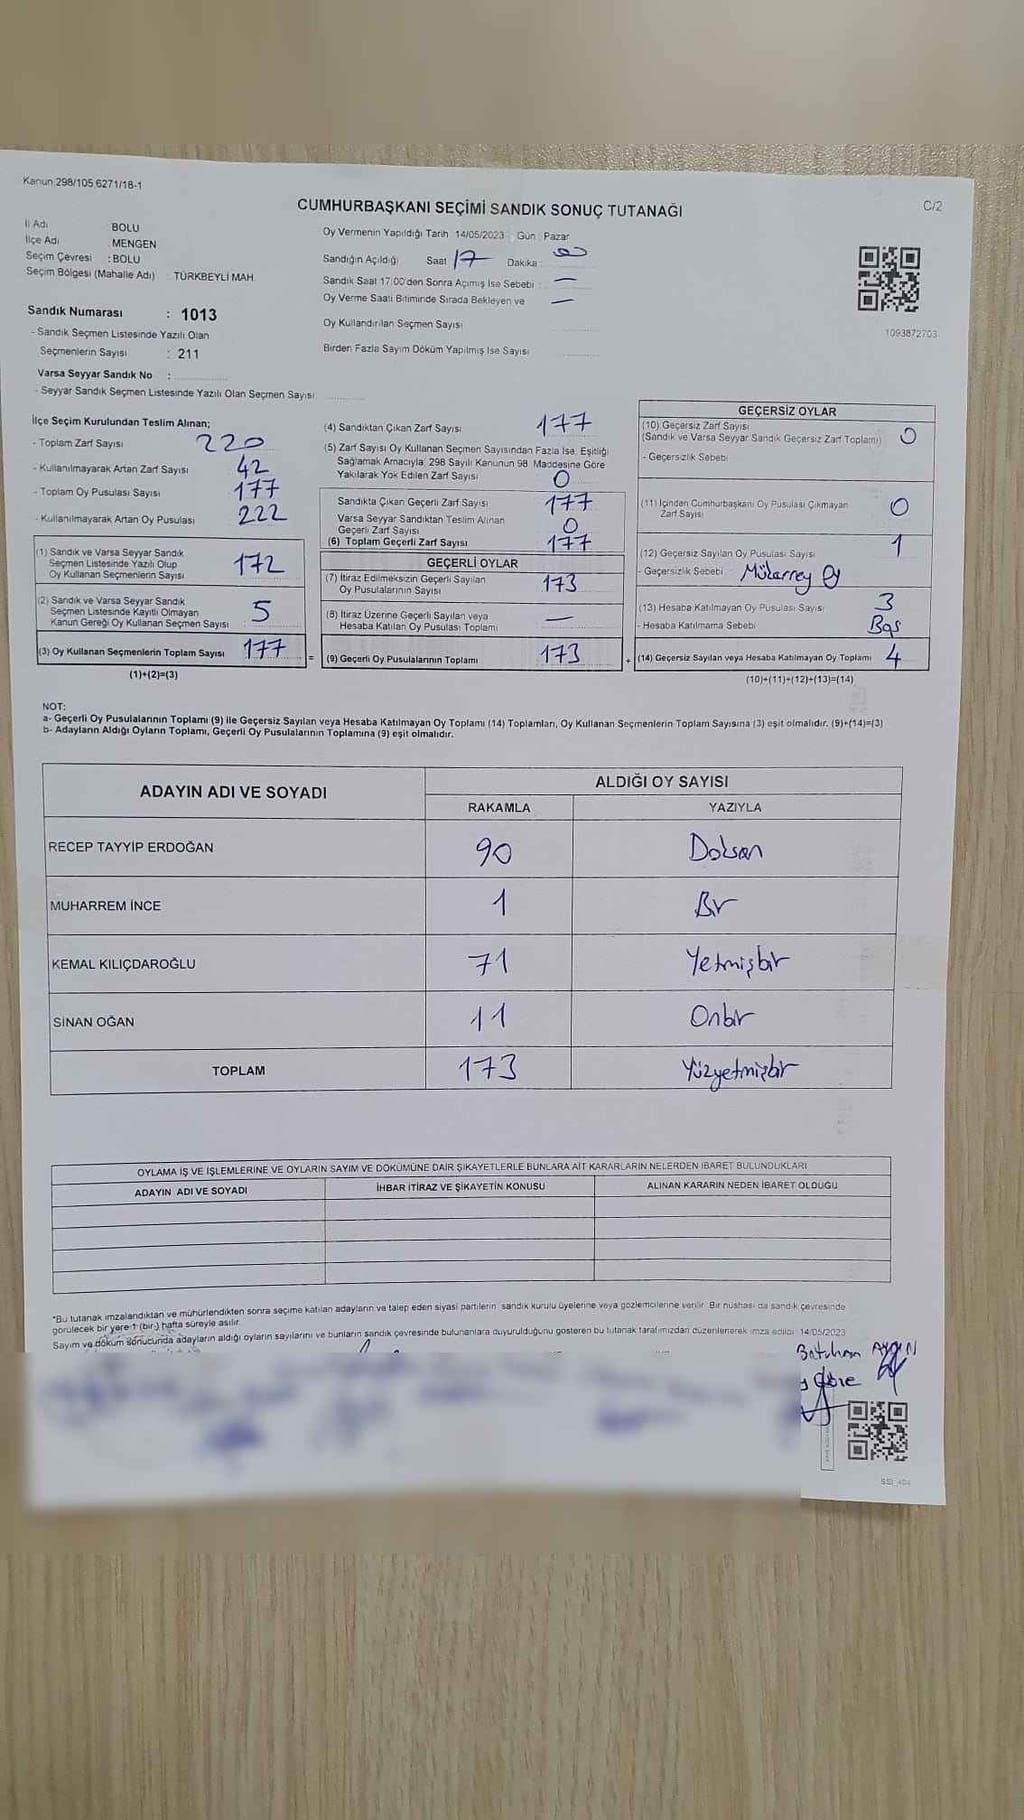 Kanun 298/105 6271/18-1
CUMHURBAŞKANI SEÇİMİ SANDIK SONUÇ TUTANAĞI
C/2
İl Adı BOLU
İlçe Adı MENGEN
Seçim Çevresi : BOLU
Seçim Bölgesi (Mahalle Adı) : TÜRKBEYLİ MAH.
Oy Vermenin Yapıldığı Tarih 14/05/2023 Gün: Pazar
Sandığın Açıldığı Saat 17 Dakika :
Sandık Saat 17:00'den Sonra Açımış İse Sebebi : —
Oy Verme Saati Bitiminde Sırada Bekleyen ve —
Oy Kullandırılan Seçmen Sayısı
Birden Fazla Sayım Döküm Yapılmış İse Sayısı
1093872703
Sandık Numarası : 1013
- Sandık Seçmen Listesinde Yazılı Olan
Seçmenlerin Sayısı : 211
Varsa Seyyar Sandık No :
- Seyyar Sandık Seçmen Listesinde Yazılı Olan Seçmen Sayısı
İlçe Seçim Kurulundan Teslim Alınan;
- Toplam Zarf Sayısı 220
- Kullanılmayarak Artan Zarf Sayısı 42
- Toplam Oy Pusulası Sayısı 177
- Kullanılmayarak Artan Oy Pusulası 222
(1) Sandık ve Varsa Seyyar Sandık
Seçmen Listesinde Yazılı Olup
Oy Kullanan Seçmenlerin Sayısı 172
(2) Sandık ve Varsa Seyyar Sandık
Seçmen Listesinde Kayıtlı Olmayan
Kanun Gereği Oy Kullanan Seçmen Sayısı 5
(3) Oy Kullanan Seçmenlerin Toplam Sayısı 177 =
(1)+(2)=(3)
(4) Sandıktan Çıkan Zarf Sayısı 177
(5) Zarf Sayısı Oy Kullanan Seçmen Sayısından Fazla İse, Eşitliği
Sağlamak Amacıyla, 298 Sayılı Kanunun 98. Maddesine Göre
Yakılarak Yok Edilen Zarf Sayısı 0
Sandıkta Çıkan Geçerli Zarf Sayısı 177
Varsa Seyyar Sandıktan Teslim Alınan
Geçerli Zarf Sayısı 0
(6) Toplam Geçerli Zarf Sayısı 177
GEÇERLİ OYLAR
(7) İtiraz Edilmeksizin Geçerli Sayılan
Oy Pusulalarının Sayısı 173
(8) İtiraz Üzerine Geçerli Sayılan veya
Hesaba Katılan Oy Pusulası Toplamı —
(9) Geçerli Oy Pusulalarının Toplamı 173 +
GEÇERSİZ OYLAR
(10) Geçersiz Zarf Sayısı
(Sandık ve Varsa Seyyar Sandık Geçersiz Zarf Toplamı) 0
- Geçersizlik Sebebi
(11) İçinden Cumhurbaşkanı Oy Pusulası Çıkmayan
Zarf Sayısı 0
(12) Geçersiz Sayılan Oy Pusulası Sayısı 1
- Geçersizlik Sebebi Oy
(13) Hesaba Katılmayan Oy Pusulası Sayısı 3
- Hesaba Katılmama Sebebi Boş
(14) Geçersiz Sayılan veya Hesaba Katılmayan Oy Toplamı 4
(10)+(11)+(12)+(13)=(14)
NOT:
a- Geçerli Oy Pusulalarının Toplamı (9) ile Geçersiz Sayılan veya Hesaba Katılmayan Oy Toplamı (14) Toplamları, Oy Kullanan Seçmenlerin Toplam Sayısına (3) eşit olmalıdır. (9)+(14)=(3)
b- Adayların Aldığı Oyların Toplamı, Geçerli Oy Pusulalarının Toplamına (9) eşit olmalıdır.
ADAYIN ADI VE SOYADI ALDIĞI OY SAYISI
RAKAMLA YAZIYLA
RECEP TAYYİP ERDOĞAN 90 Doksan
MUHARREM İNCE 1 Bir
KEMAL KILIÇDAROĞLU 71 Yetmişbir
SİNAN OĞAN 11 Onbir
TOPLAM 173 Yüzyetmişbir
OYLAMA İŞ VE İŞLEMLERİNE VE OYLARIN SAYIM VE DÖKÜMÜNE DAİR ŞİKAYETLERLE BUNLARA AİT KARARLARIN NELERDEN İBARET BULUNDUKLARI
ADAYIN ADI VE SOYADI İHBAR İTİRAZ VE ŞİKAYETİN KONUSU ALINAN KARARIN NEDEN İBARET OLDUĞU
*Bu tutanak imzalandıktan ve mühürlendikten sonra seçime katılan adayların ve talep eden siyasi partilerin sandık kurulu üyelerine veya gözlemcilerine verilir. Bir nüshası da sandık çevresinde
görülecek bir yere 1 (bir) hafta süreyle asılır.
Sayım ve döküm sonucunda adayların aldığı oyların sayılarını ve bunların sandık çevresinde bulunanlara duyurulduğunu gösteren bu tutanak tarafımızdan düzenlenerek imza edildi. 14/05/2023
Batuhan AYGIN